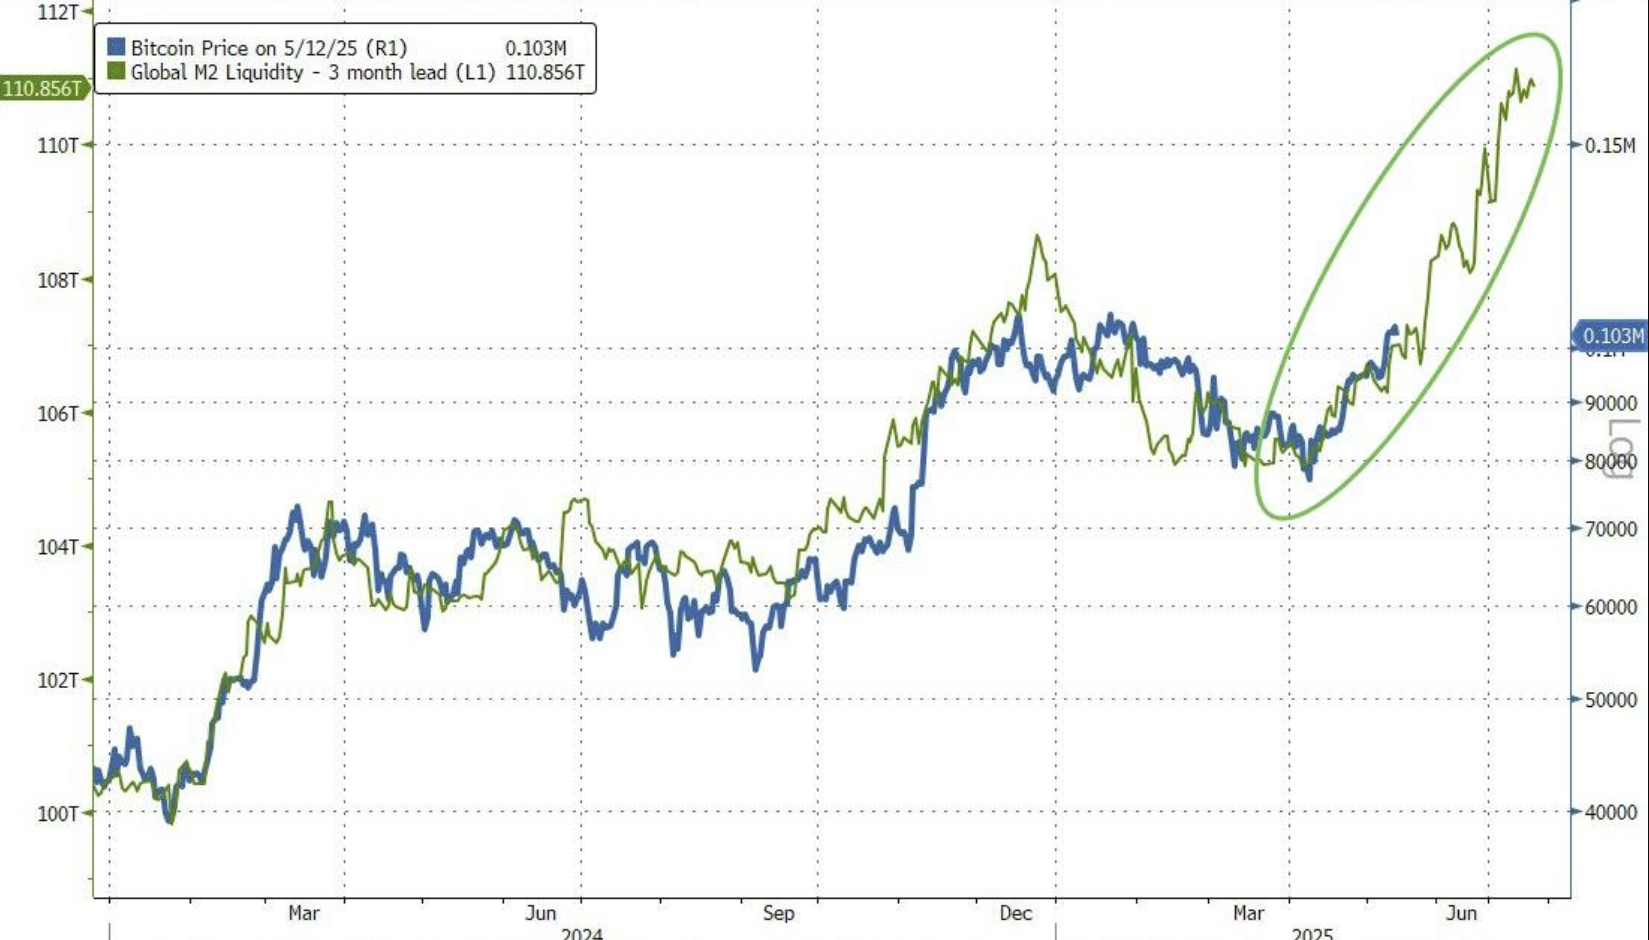 112T
Bitcoin Price on 5/12/25 (R1) 0.103M
Global M2 Liquidity - 3 month lead (L1) 110.856T
110.856T
110T
0.15M
108T
0.103M
0.1M
106T
90000
Log
80000
104T
70000
60000
102T
50000
100T
40000
Mar Jun Sep Dec Mar Jun
2024 2025